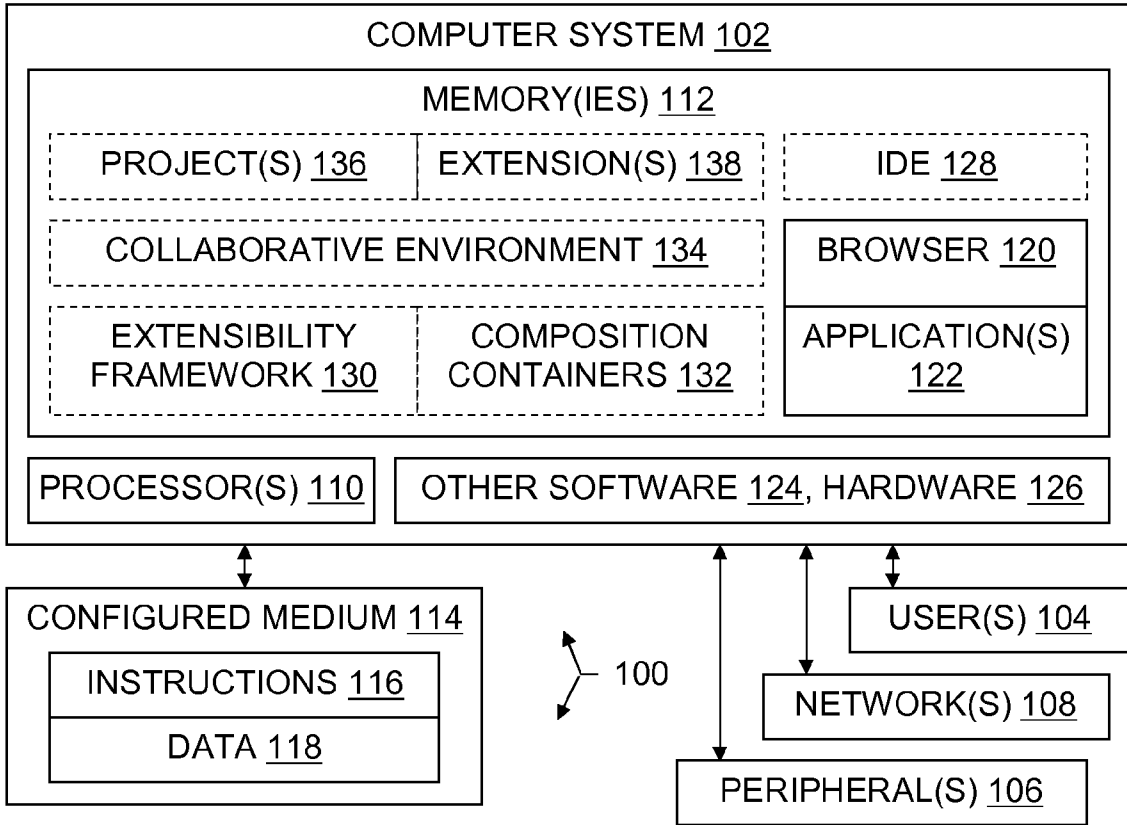 COMPUTER SYSTEM 102
MEMORY(IES) 112
PROJECT(S) 136
EXTENSION(S) 138
IDE 128
COLLABORATIVE ENVIRONMENT 134
BROWSER 120
EXTENSIBILITY
FRAMEWORK 130
COMPOSITION
CONTAINERS 132
APPLICATION(S)
122
PROCESSOR(S) 110
OTHER SOFTWARE 124, HARDWARE 126
CONFIGURED MEDIUM 114
INSTRUCTIONS 116
DATA 118
100
USER(S) 104
NETWORK(S) 108
PERIPHERAL(S) 106